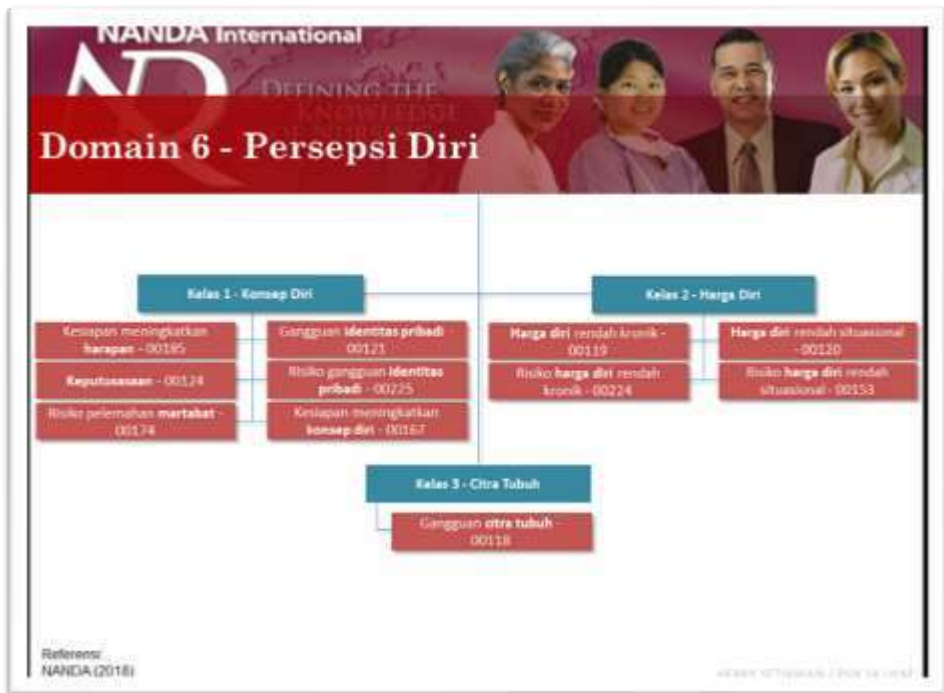 NANDA International
DEFINING THE
KNOWLEDGE
OF NURSING
Domain 6 - Persepsi Diri
Kelas 1 - Konsep Diri
Kesiapan meningkatkan
harapan - 00185
Keputusasaan - 00124
Risiko pelemahan martabat -
00174
Gangguan identitas pribadi -
00121
Risiko gangguan identitas
pribadi - 00225
Kesiapan meningkatkan
konsep diri - 00167
Kelas 2 - Harga Diri
Harga diri rendah kronik -
00119
Risiko harga diri rendah
kronik - 00224
Harga diri rendah situasional
- 00120
Risiko harga diri rendah
situasional - 00153
Kelas 3 - Citra Tubuh
Gangguan citra tubuh -
00118
Referensi
NANDA (2018)